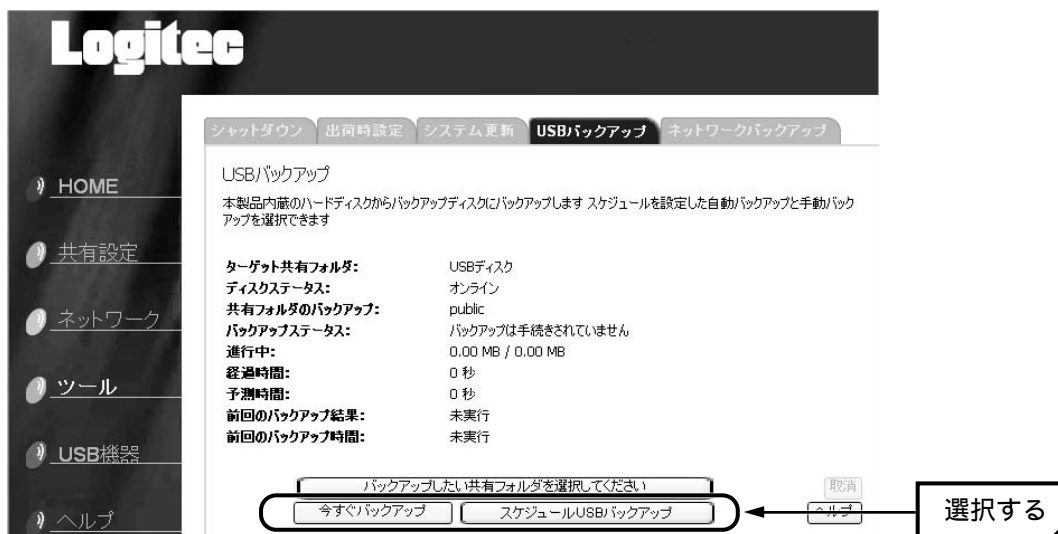 Logitec
シャットダウン 出荷時設定 システム更新 USBバックアップ ネットワークバックアップ
HOME
共有設定
ネットワーク
ツール
USB機器
ヘルプ
USBバックアップ
本製品内蔵のハードディスクからバックアップディスクにバックアップします スケジュールを設定した自動バックアップと手動バック
アップを選択できます
ターゲット共有フォルダ: USBディスク
ディスクステータス: オンライン
共有フォルダのバックアップ: public
バックアップステータス: バックアップは手続きされていません
進行中: 0.00 MB / 0.00 MB
経過時間: 0 秒
予測時間: 0 秒
前回のバックアップ結果: 未実行
前回のバックアップ時間: 未実行
バックアップしたい共有フォルダを選択してください 取消
今すぐバックアップ スケジュールUSBバックアップ ヘルプ
選択する